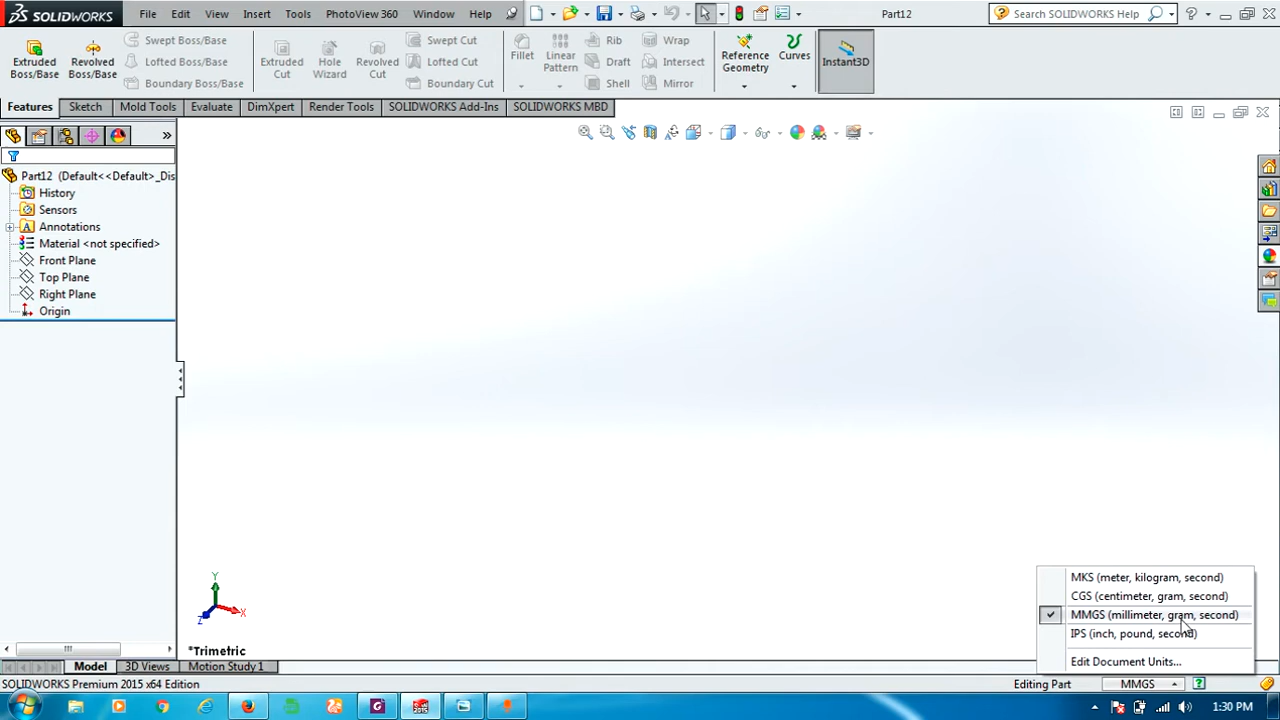 SOLIDWORKS File Edit View Insert Tools PhotoView 360 Window Help Part12 Search SOLIDWORKS Help
Extruded Boss/Base
Revolved Boss/Base
Swept Boss/Base
Lofted Boss/Base
Boundary Boss/Base
Extruded Cut
Hole Wizard
Revolved Cut
Swept Cut
Lofted Cut
Boundary Cut
Fillet
Linear Pattern
Rib
Draft
Shell
Wrap
Intersect
Mirror
Reference Geometry
Curves
Instant3D
Features Sketch Mold Tools Evaluate DimXpert Render Tools SOLIDWORKS Add-Ins SOLIDWORKS MBD
Part12 (Default<<Default>_Dis
History
Sensors
Annotations
Material <not specified>
Front Plane
Top Plane
Right Plane
Origin
Y
X
Z
*Trimetric
MKS (meter, kilogram, second)
CGS (centimeter, gram, second)
MMGS (millimeter, gram, second)
IPS (inch, pound, second)
Edit Document Units...
Model 3D Views Motion Study 1
SOLIDWORKS Premium 2015 x64 Edition Editing Part MMGS
1:30 PM